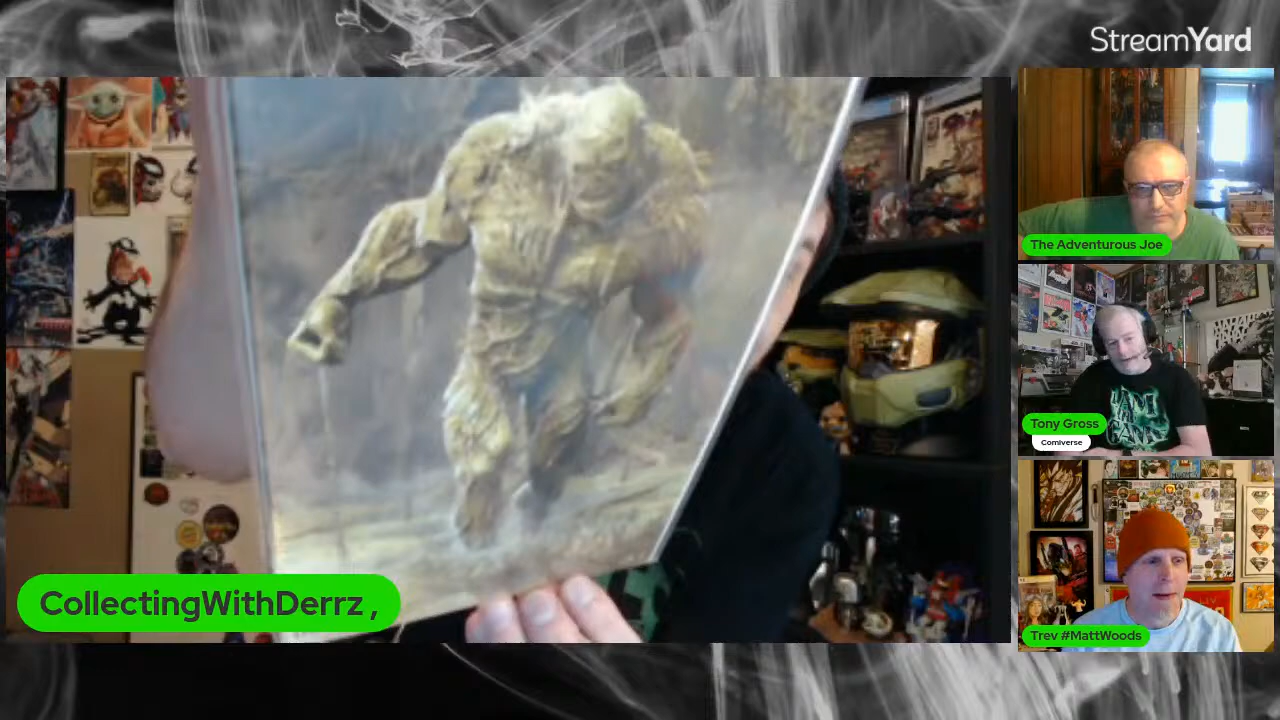 StreamYard
The Adventurous Joe
Tony Gross
Comiverse
CollectingWithDerrz ,
Trev #MattWoods